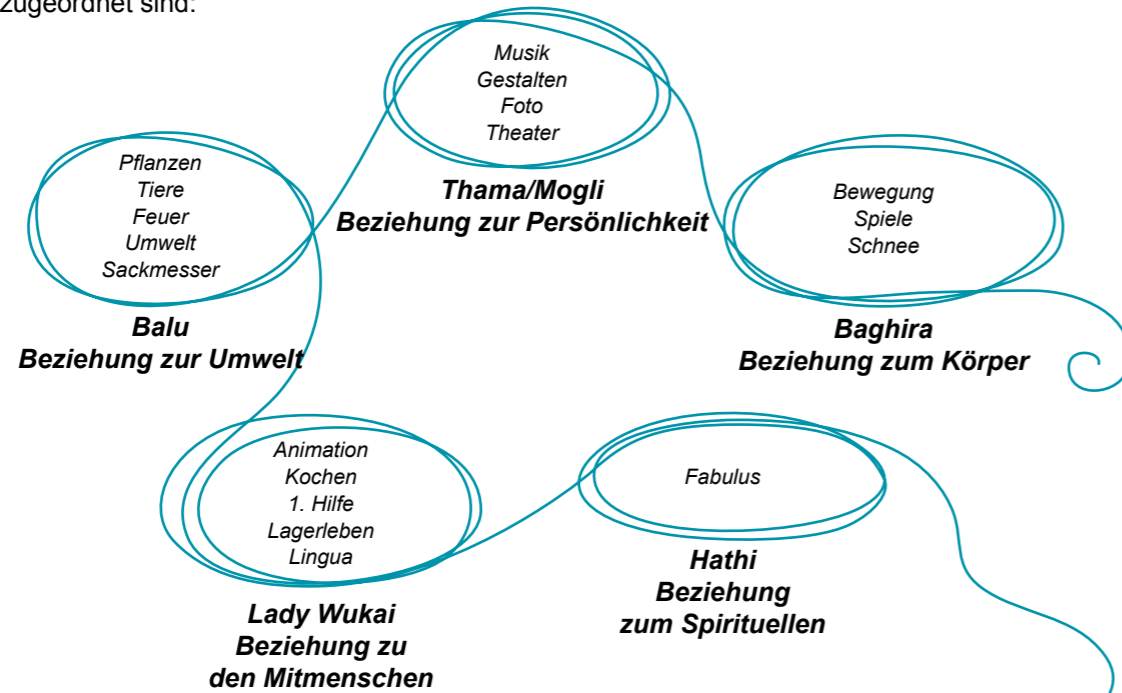 zugeordnet sind:
Musik
Gestalten
Foto
Theater
Thama/Mogli
Beziehung zur Persönlichkeit
Pflanzen
Tiere
Feuer
Umwelt
Sackmesser
Balu
Beziehung zur Umwelt
Bewegung
Spiele
Schnee
Baghira
Beziehung zum Körper
Animation
Kochen
1. Hilfe
Lagerleben
Lingua
Lady Wukai
Beziehung zu
den Mitmenschen
Fabulus
Hathi
Beziehung
zum Spirituellen